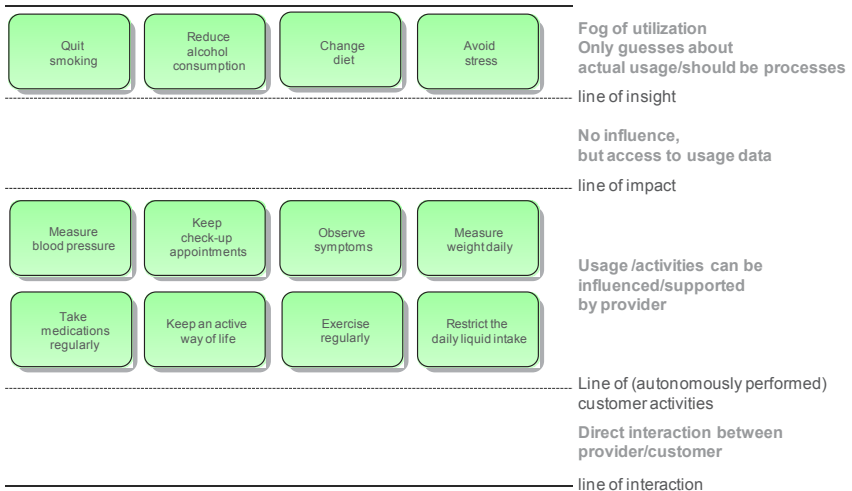 Quit
smoking
Reduce
alcohol
consumption
Change
diet
Avoid
stress
Fog of utilization
Only guesses about
actual usage/should be processes
line of insight
No influence,
but access to usage data
line of impact
Measure
blood pressure
Keep
check-up
appointments
Observe
symptoms
Measure
weight daily
Take
medications
regularly
Keep an active
way of life
Exercise
regularly
Restrict the
daily liquid intake
Usage /activities can be
influenced/supported
by provider
Line of (autonomously performed)
customer activities
Direct interaction between
provider/customer
line of interaction